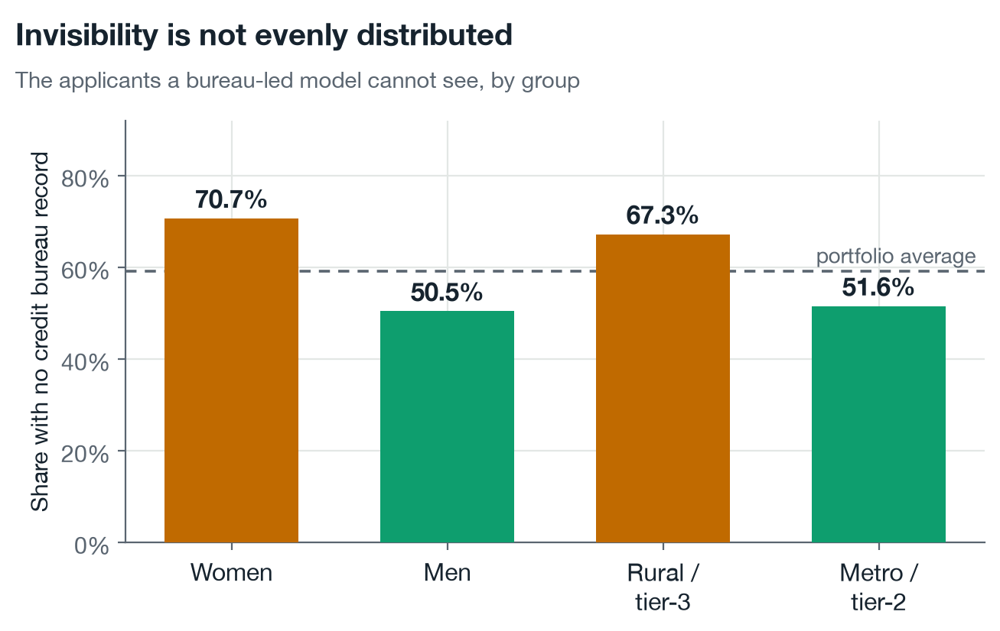 Invisibility is not evenly distributed
The applicants a bureau-led model cannot see, by group
Share with no credit bureau record
80%
60%
40%
20%
0%
70.7%
50.5%
67.3%
portfolio average
51.6%
Women
Men
Rural /
tier-3
Metro /
tier-2